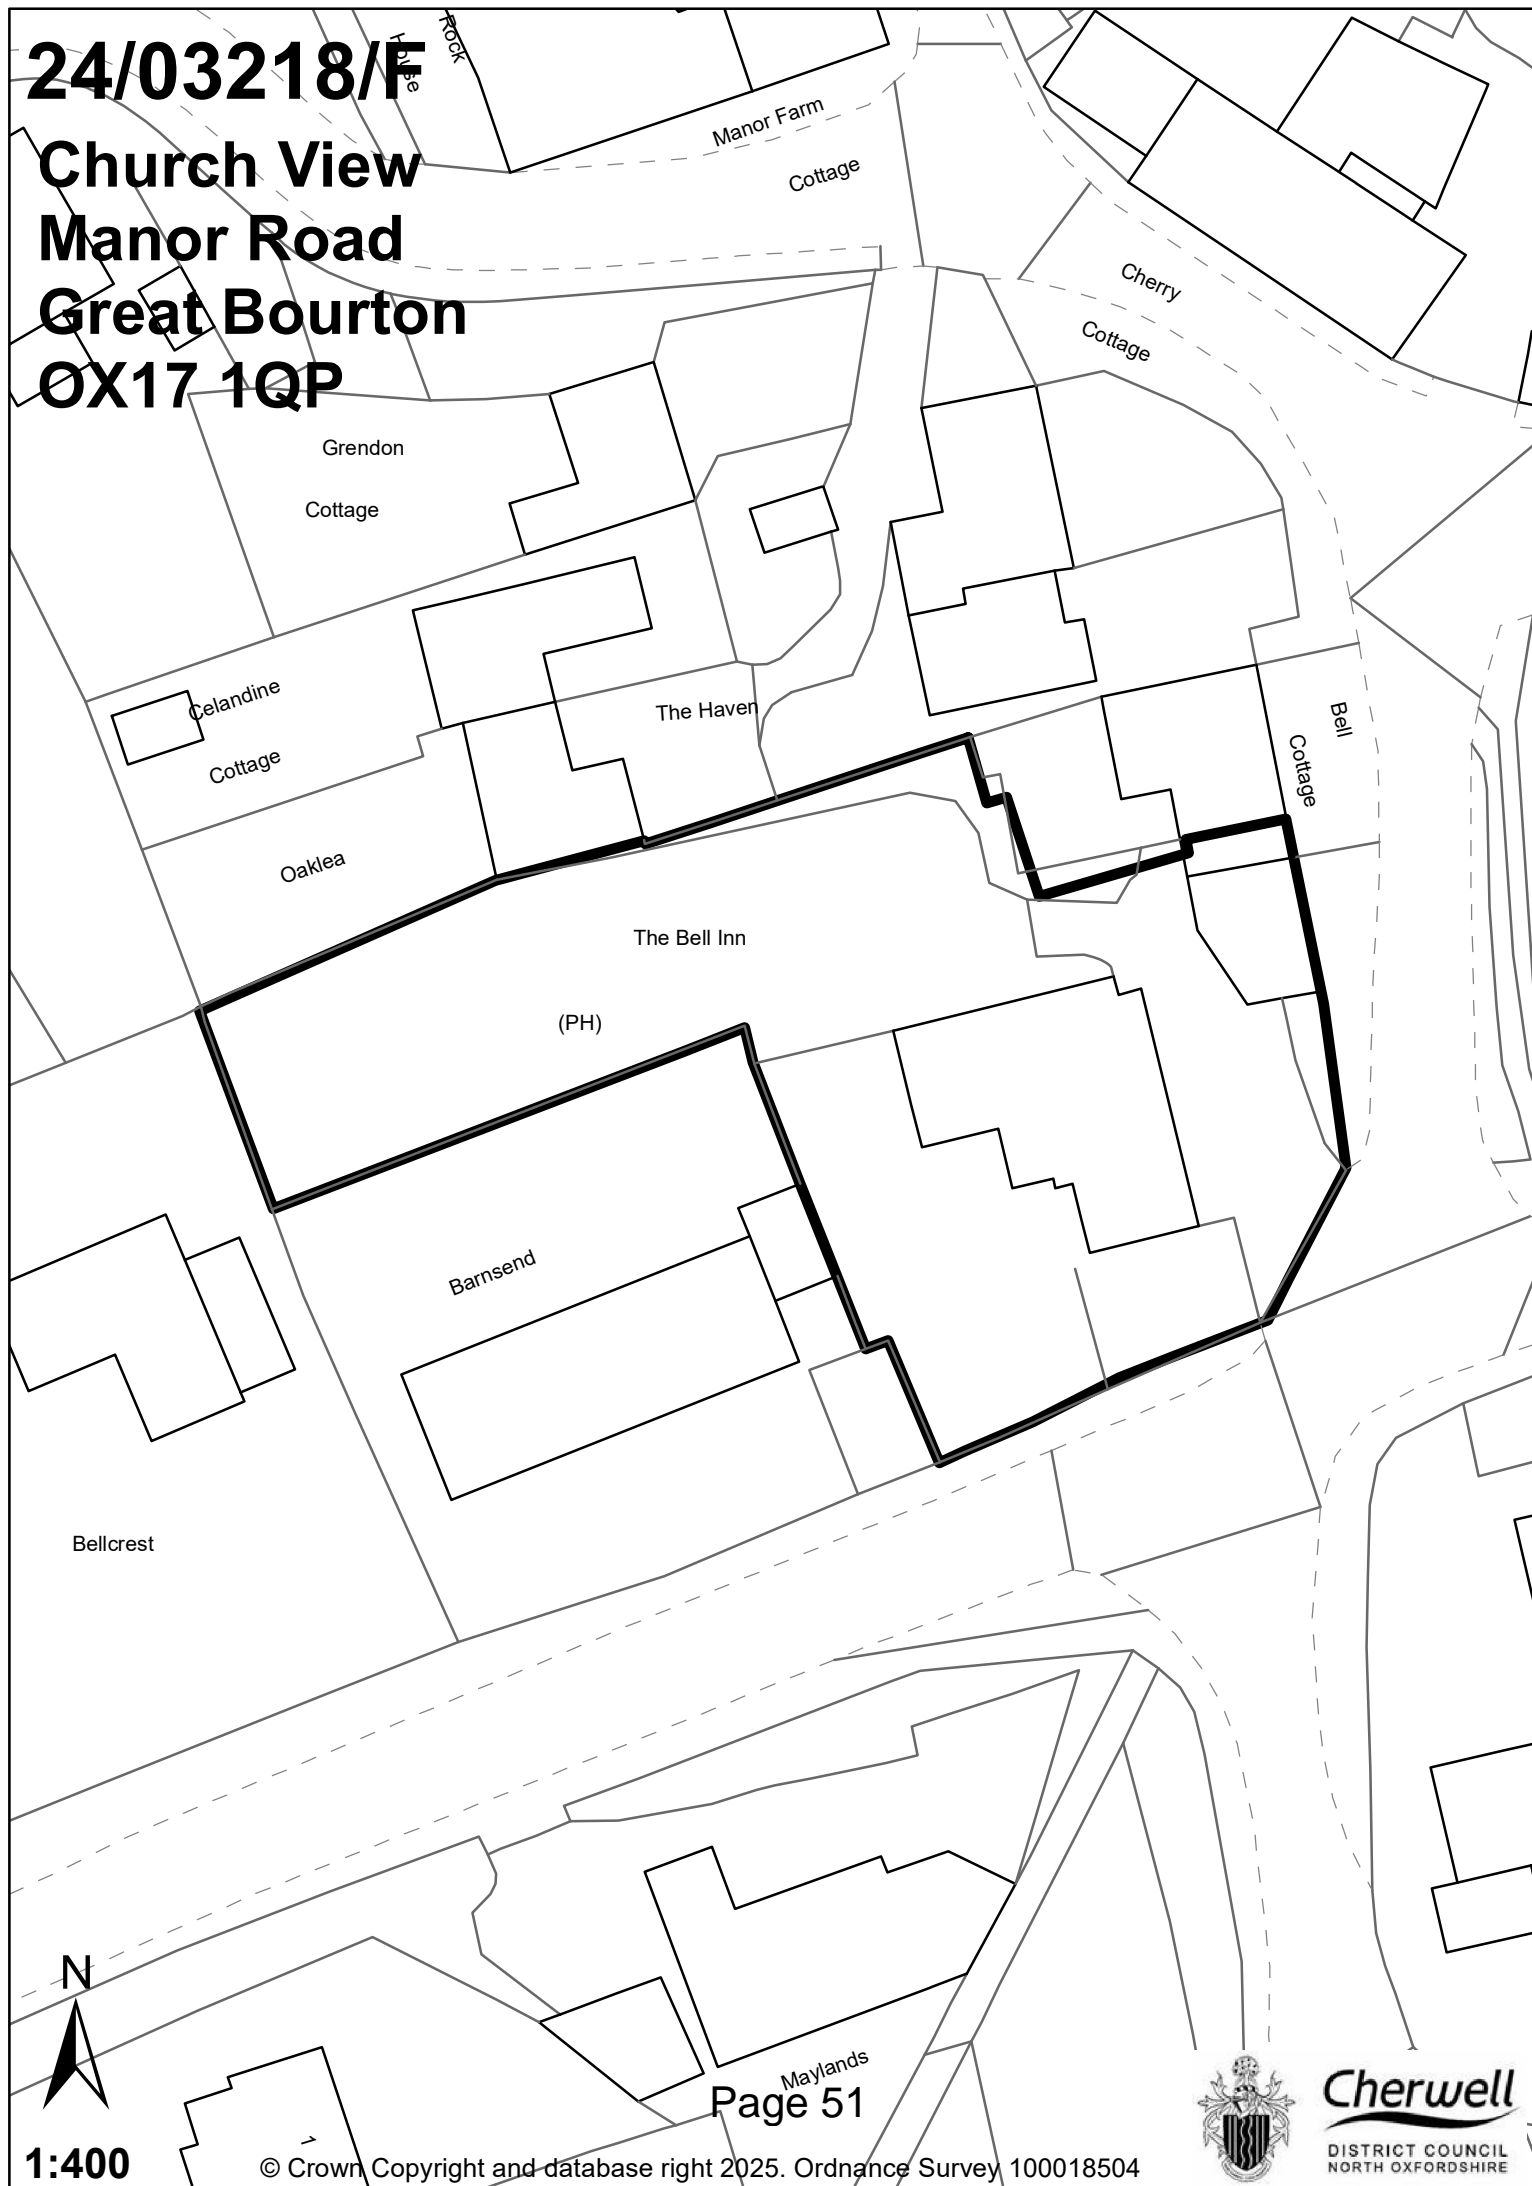 24/03218/F
Church View
Manor Road
Great Bourton
OX17 1QP
Rock
House
Manor Farm
Cottage
Cherry
Cottage
Grendon
Cottage
Celandine
Cottage
The Haven
Bell
Cottage
Oaklea
The Bell Inn
(PH)
Barnsend
Bellcrest
N
Maylands
Page 51
1
1:400
© Crown Copyright and database right 2025. Ordnance Survey 100018504
Cherwell
DISTRICT COUNCIL
NORTH OXFORDSHIRE